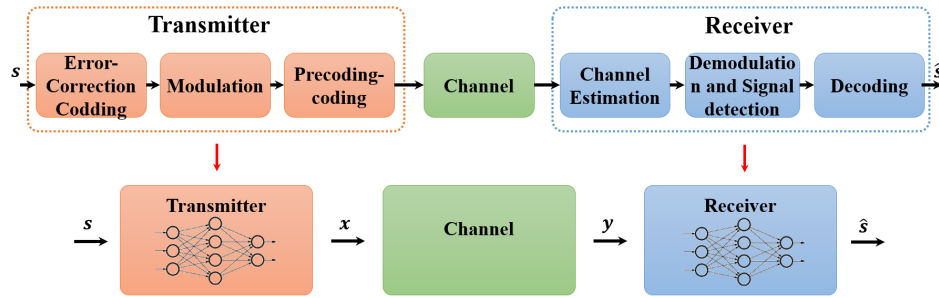 Transmitter
Receiver
s
Error-
Correction
Codding
Modulation
Precoding-
coding
Channel
Channel
Estimation
Demodulatio
n and Signal
detection
Decoding
ŝ
s
Transmitter
x
Channel
y
Receiver
ŝ